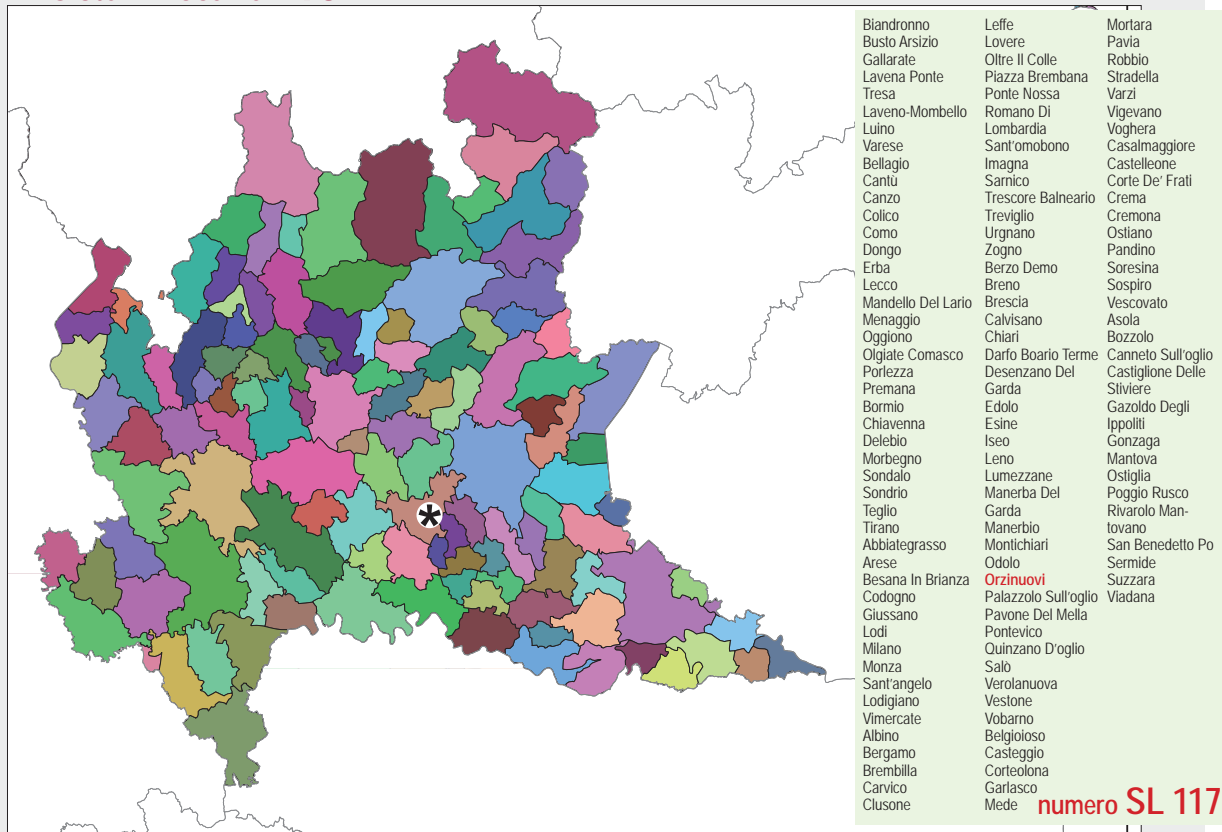 Biandronno
Busto Arsizio
Gallarate
Lavena Ponte
Tresa
Laveno-Mombello
Luino
Varese
Bellagio
Cantù
Canzo
Colico
Como
Dongo
Erba
Lecco
Mandello Del Lario
Menaggio
Oggiono
Olgiate Comasco
Porlezza
Premana
Bormio
Chiavenna
Delebio
Morbegno
Sondalo
Sondrio
Teglio
Tirano
Abbiategrasso
Arese
Besana In Brianza
Codogno
Giussano
Lodi
Milano
Monza
Sant'angelo
Lodigiano
Vimercate
Albino
Bergamo
Brembilla
Carvico
Clusone
Leffe
Lovere
Oltre Il Colle
Piazza Brembana
Ponte Nossa
Romano Di
Lombardia
Sant'omobono
Imagna
Sarnico
Trescore Balneario
Treviglio
Urgnano
Zogno
Berzo Demo
Breno
Brescia
Calvisano
Chiari
Darfo Boario Terme
Desenzano Del
Garda
Edolo
Esine
Iseo
Leno
Lumezzane
Manerba Del
Garda
Manerbio
Montichiari
Odolo
Orzinuovi
Palazzolo Sull'oglio
Pavone Del Mella
Pontevico
Quinzano D'oglio
Salò
Verolanuova
Vestone
Vobarno
Belgioioso
Casteggio
Corteolona
Garlasco
Mede
Mortara
Pavia
Robbio
Stradella
Varzi
Vigevano
Voghera
Casalmaggiore
Castelleone
Corte De' Frati
Crema
Cremona
Ostiano
Pandino
Soresina
Sospiro
Vescovato
Asola
Bozzolo
Canneto Sull'oglio
Castiglione Delle
Stiviere
Gazoldo Degli
Ippoliti
Gonzaga
Mantova
Ostiglia
Poggio Rusco
Rivarolo Man-
tovano
San Benedetto Po
Sermide
Suzzara
Viadana
numero SL 117